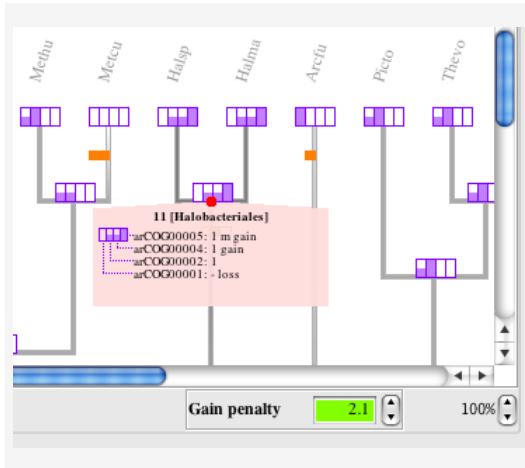 Methu
Metcu
Halsp
Halma
Arcfu
Picto
Thevo
11 [Halobacteriales]
arCOG00005: 1 m gain
arCOG00004: 1 gain
arCOG00002: 1
arCOG00001: - loss
Gain penalty 2.1 100%